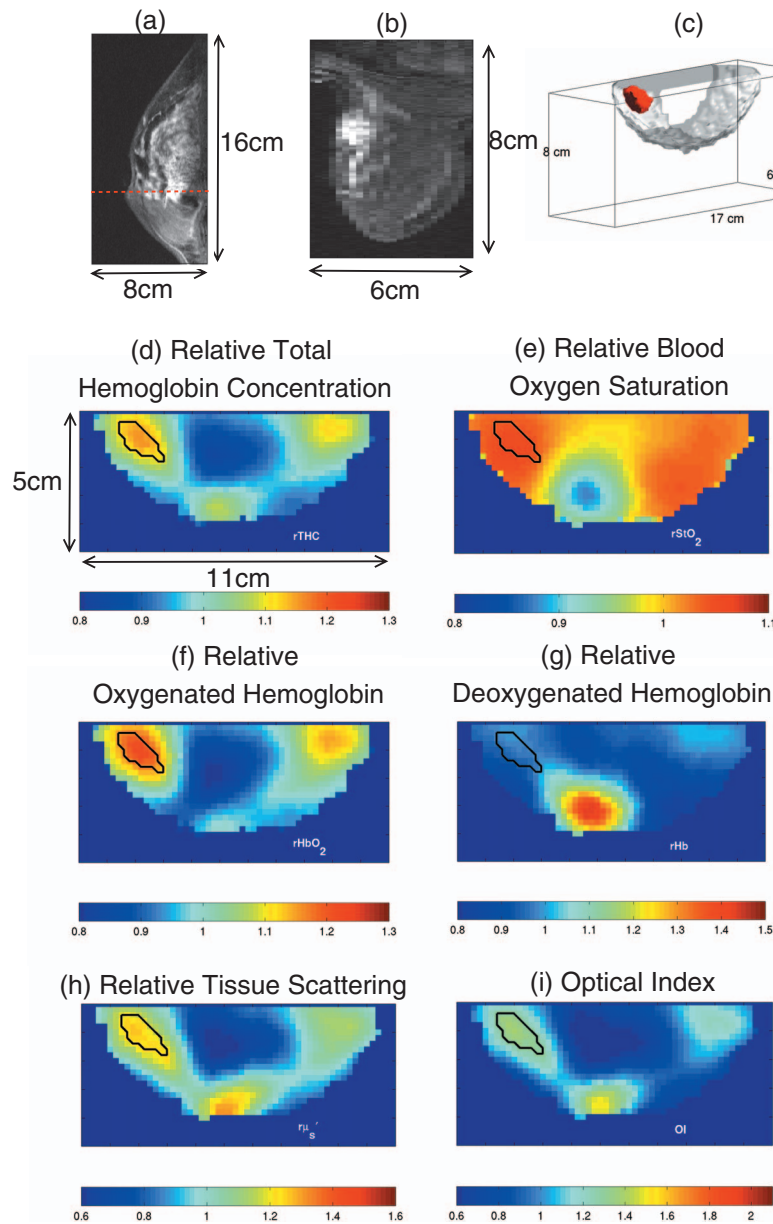 (a)
(b)
(c)
16cm
8cm
8cm
6cm
8 cm
17 cm
6
(d) Relative Total
Hemoglobin Concentration
(e) Relative Blood
Oxygen Saturation
5cm
rTHC
11cm
rStO2
0.8 0.9 1 1.1 1.2 1.3
0.8 0.9 1 1.1
(f) Relative
Oxygenated Hemoglobin
(g) Relative
Deoxygenated Hemoglobin
rHbO2
rHb
0.8 0.9 1 1.1 1.2 1.3
0.8 0.9 1 1.1 1.2 1.3 1.4 1.5
(h) Relative Tissue Scattering
(i) Optical Index
rμs′
OI
0.6 0.8 1 1.2 1.4 1.6
0.6 0.8 1 1.2 1.4 1.6 1.8 2